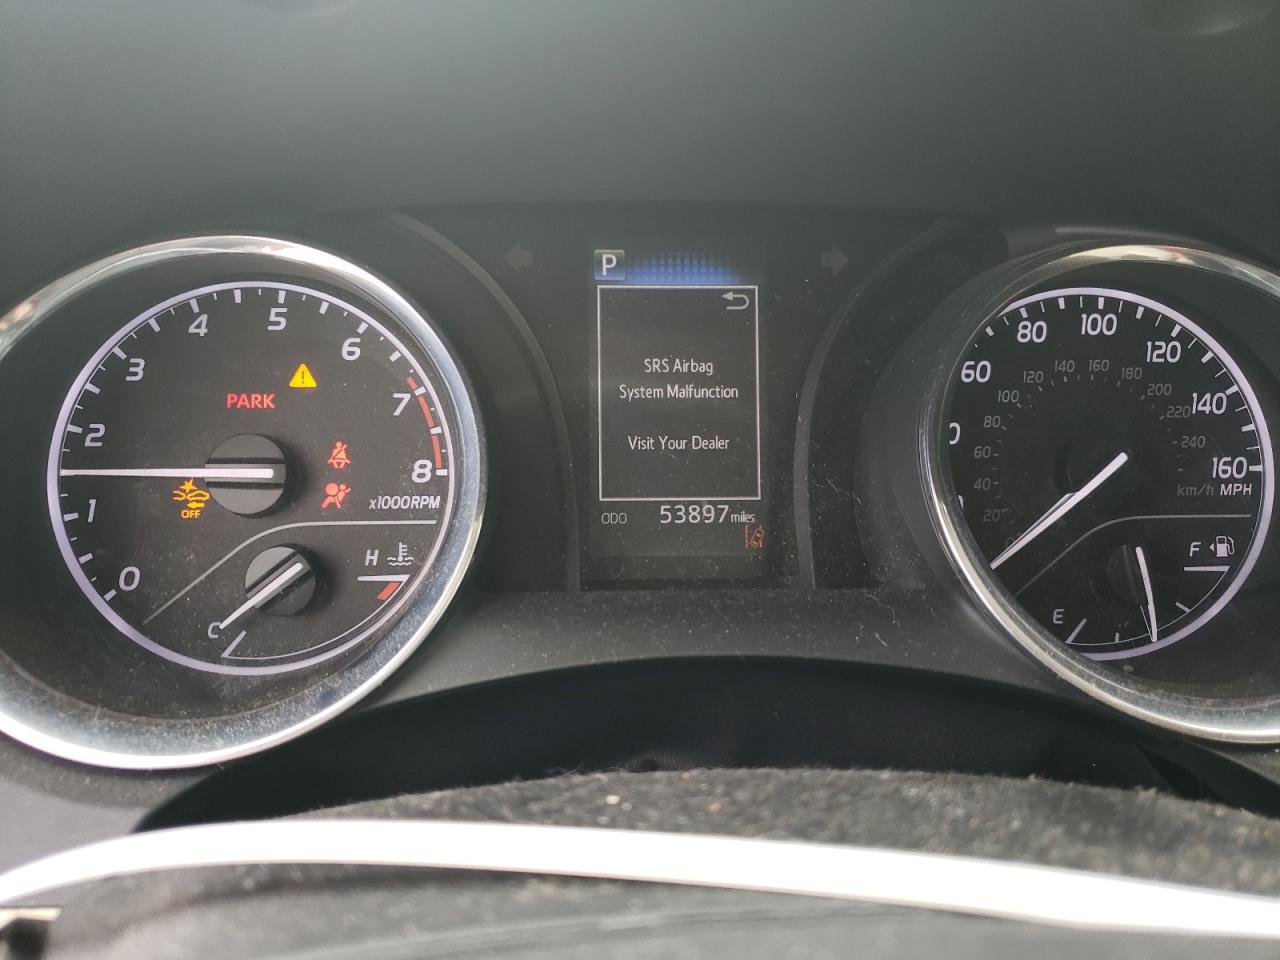 0
1
2
3
4
5
6
7
8
x1000RPM
PARK
OFF
H
C
P
SRS Airbag
System Malfunction
Visit Your Dealer
ODO 53897 miles
60
80
100
120
140
160
MPH
20
40
60
80
100
120
140
160
180
200
220
240
km/h
F
E